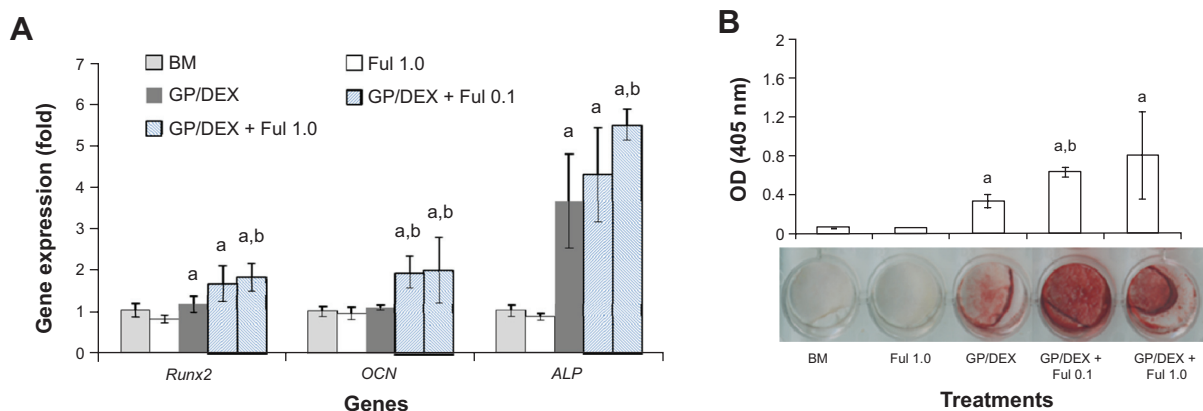 A
Gene expression (fold)
7
6
5
4
3
2
1
0
BM
Ful 1.0
GP/DEX
GP/DEX + Ful 0.1
GP/DEX + Ful 1.0
a
a
a,b
a,b
a,b
a
a
a,b
Runx2
OCN
ALP
Genes
B
OD (405 nm)
2
1.6
1.2
0.8
0.4
0
a
a,b
a
BM
Ful 1.0
GP/DEX
GP/DEX +
Ful 0.1
GP/DEX +
Ful 1.0
Treatments